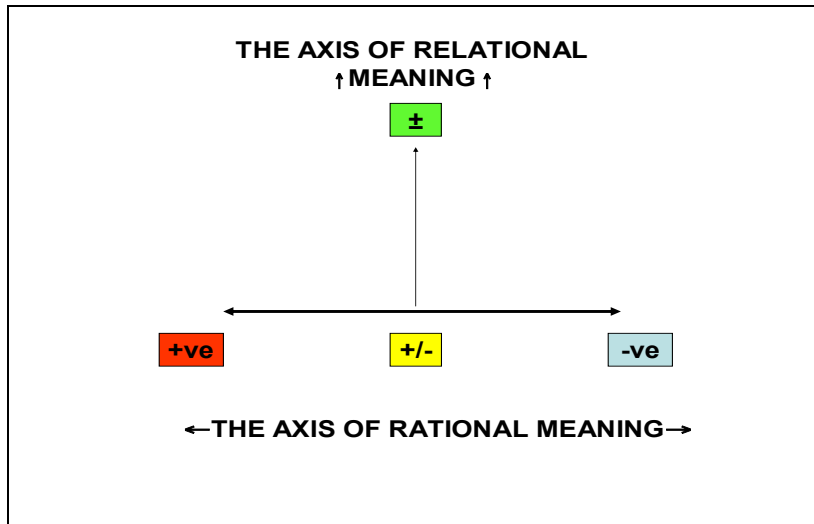 THE AXIS OF RELATIONAL
↑MEANING ↑
±
+ve
+/-
-ve
←THE AXIS OF RATIONAL MEANING→